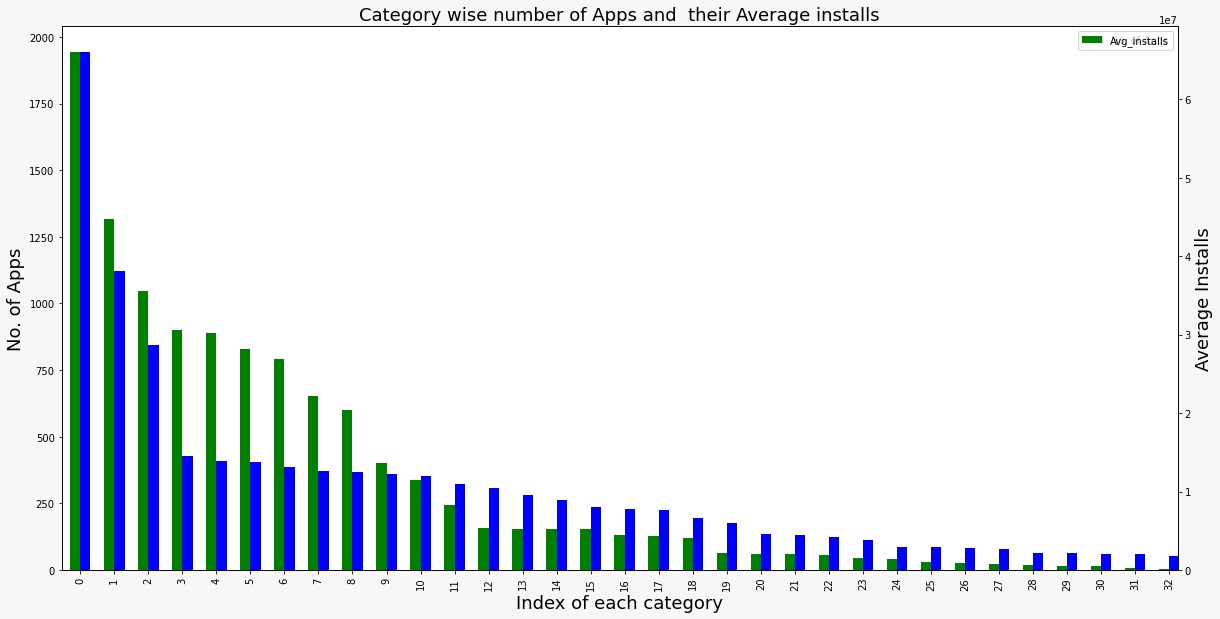 Category wise number of Apps and  their Average installs
1e7
Avg_installs
2000
1750
1500
1250
1000
750
500
250
0
6
5
4
3
2
1
0
No. of Apps
Average Installs
0 1 2 3 4 5 6 7 8 9 10 11 12 13 14 15 16 17 18 19 20 21 22 23 24 25 26 27 28 29 30 31 32
Index of each category